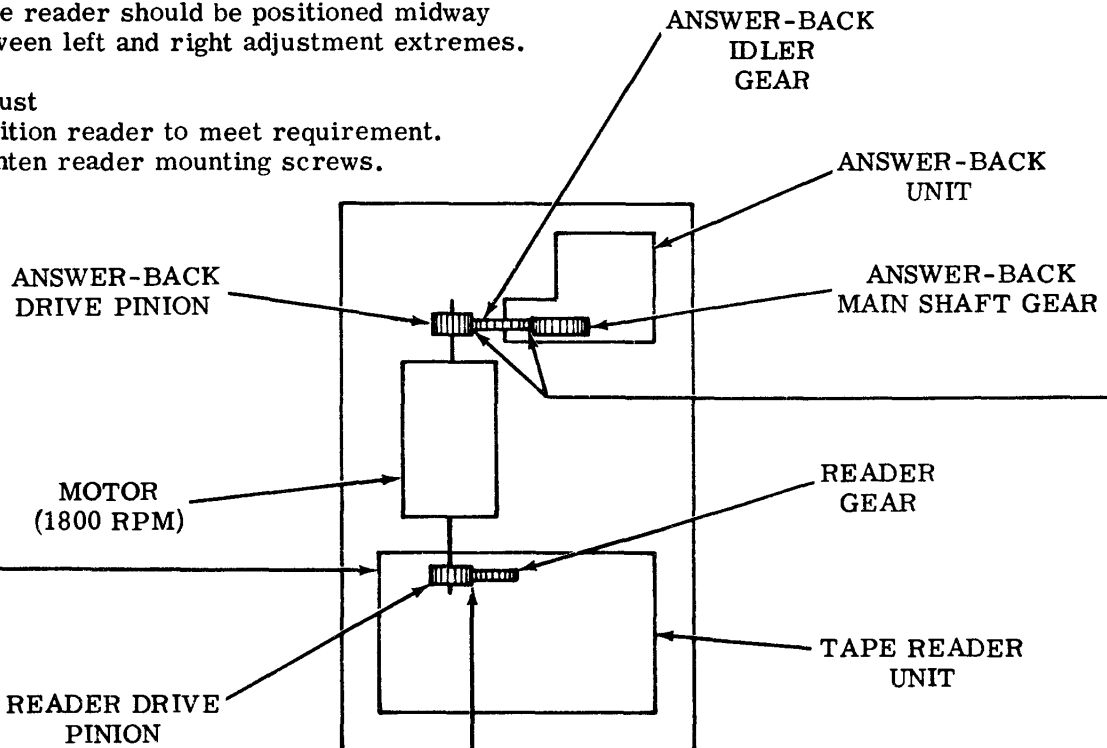 e reader should be positioned midway
ween left and right adjustment extremes.
ust
ition reader to meet requirement.
hten reader mounting screws.
ANSWER-BACK
IDLER
GEAR
ANSWER-BACK
UNIT
ANSWER-BACK
DRIVE PINION
ANSWER-BACK
MAIN SHAFT GEAR
MOTOR
(1800 RPM)
READER
GEAR
TAPE READER
UNIT
READER DRIVE
PINION